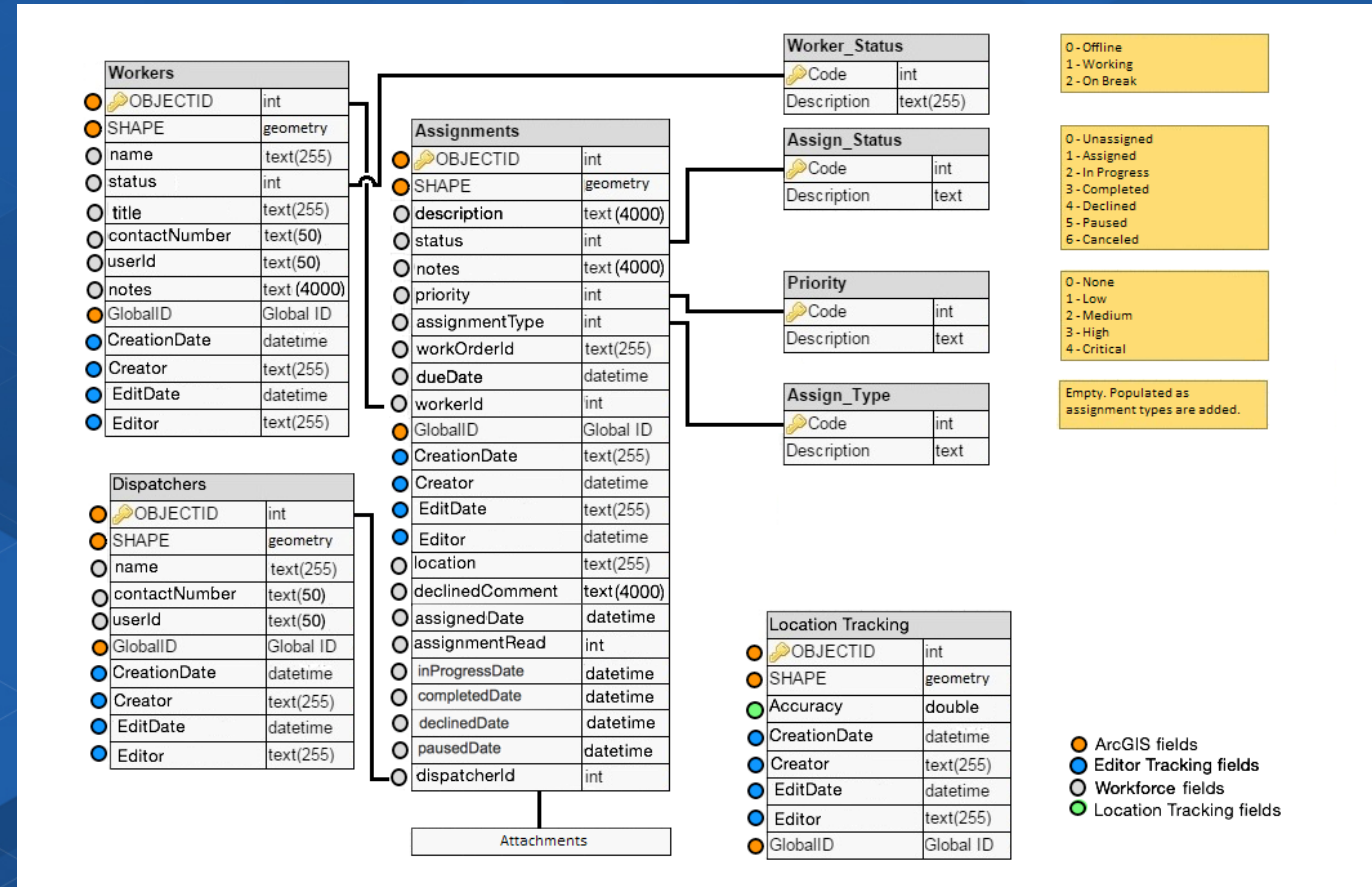 Workers
OBJECTID int
SHAPE geometry
name text(255)
status int
title text(255)
contactNumber text(50)
userId text(50)
notes text (4000)
GlobalID Global ID
CreationDate datetime
Creator text(255)
EditDate datetime
Editor text(255)
Dispatchers
OBJECTID int
SHAPE geometry
name text(255)
contactNumber text(50)
userId text(50)
GlobalID Global ID
CreationDate datetime
Creator text(255)
EditDate datetime
Editor text(255)
Assignments
OBJECTID int
SHAPE geometry
description text (4000)
status int
notes text (4000)
priority int
assignmentType int
workOrderId text(255)
dueDate datetime
workerId int
GlobalID Global ID
CreationDate text(255)
Creator datetime
EditDate text(255)
Editor datetime
location text(255)
declinedComment text(4000)
assignedDate datetime
assignmentRead int
inProgressDate datetime
completedDate datetime
declinedDate datetime
pausedDate datetime
dispatcherId int
Attachments
Worker_Status
Code int
Description text(255)
Assign_Status
Code int
Description text
Priority
Code int
Description text
Assign_Type
Code int
Description text
0 - Offline
1 - Working
2 - On Break
0 - Unassigned
1 - Assigned
2 - In Progress
3 - Completed
4 - Declined
5 - Paused
6 - Canceled
0 - None
1 - Low
2 - Medium
3 - High
4 - Critical
Empty. Populated as
assignment types are added.
Location Tracking
OBJECTID int
SHAPE geometry
Accuracy double
CreationDate datetime
Creator text(255)
EditDate datetime
Editor text(255)
GlobalID Global ID
ArcGIS fields
Editor Tracking fields
Workforce fields
Location Tracking fields